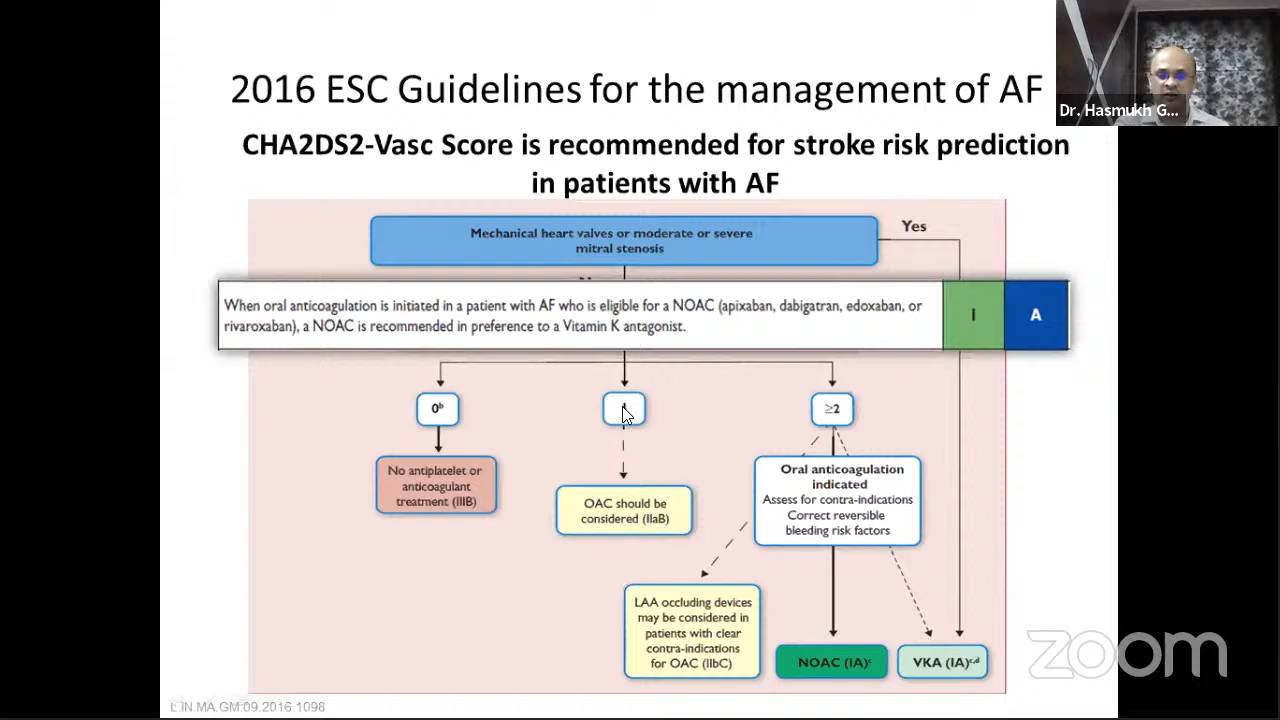 2016 ESC Guidelines for the management of AF
Dr. Hasmukh G...
CHA2DS2-Vasc Score is recommended for stroke risk prediction
in patients with AF
Mechanical heart valves or moderate or severe
mitral stenosis
Yes
When oral anticoagulation is initiated in a patient with AF who is eligible for a NOAC (apixaban, dabigatran, edoxaban, or
rivaroxaban), a NOAC is recommended in preference to a Vitamin K antagonist.
I
A
0ᵇ
≥2
No antiplatelet or
anticoagulant
treatment (IIIB)
OAC should be
considered (IIaB)
Oral anticoagulation
indicated
Assess for contra-indications
Correct reversible
bleeding risk factors
LAA occluding devices
may be considered in
patients with clear
contra-indications
for OAC (IIbC)
NOAC (IA)ᶜ
VKA (IA)ᶜ,ᵈ
zoom
L.IN.MA.GM.09.2016.1098